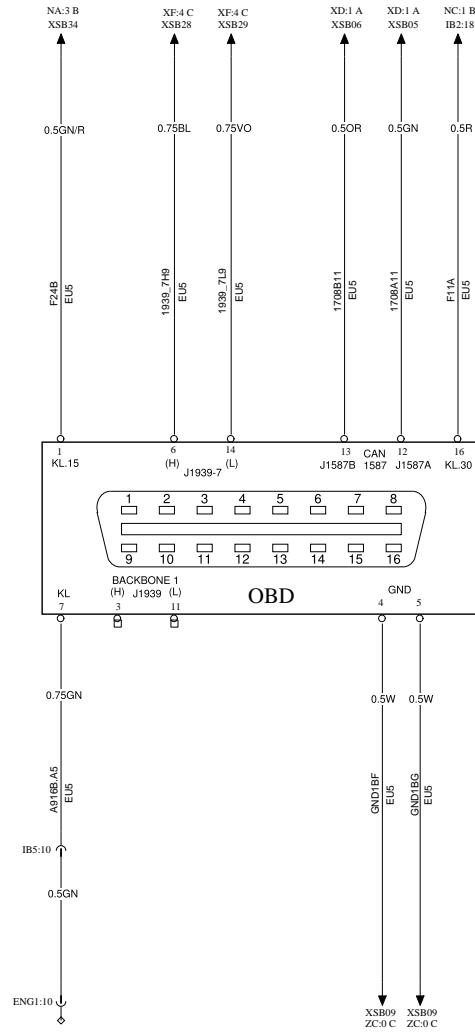 NA:3 B XF:4 C XF:4 C XD:1 A XD:1 A NC:1 B
XSB34 XSB28 XSB29 XSB06 XSB05 IB2:18
0.5GN/R 0.75BL 0.75VO 0.5OR 0.5GN 0.5R
F24B EU5 1939_7H9 EU5 1939_7L9 EU5 1708B11 EU5 1708A11 EU5 F11A EU5
1 6 14 13 CAN 12 16
KL.15 (H) J1939-7 (L) J1587B 1587 J1587A KL.30
1 2 3 4 5 6 7 8
9 10 11 12 13 14 15 16
BACKBONE 1
KL (H) J1939 (L) OBD GND
7 3 11 4 5
0.75GN 0.5W 0.5W
A916B.A5 EU5 GND1BF EU5 GND1BG EU5
IB5:10
0.5GN
ENG1:10
XSB09 XSB09
ZC:0 C ZC:0 C